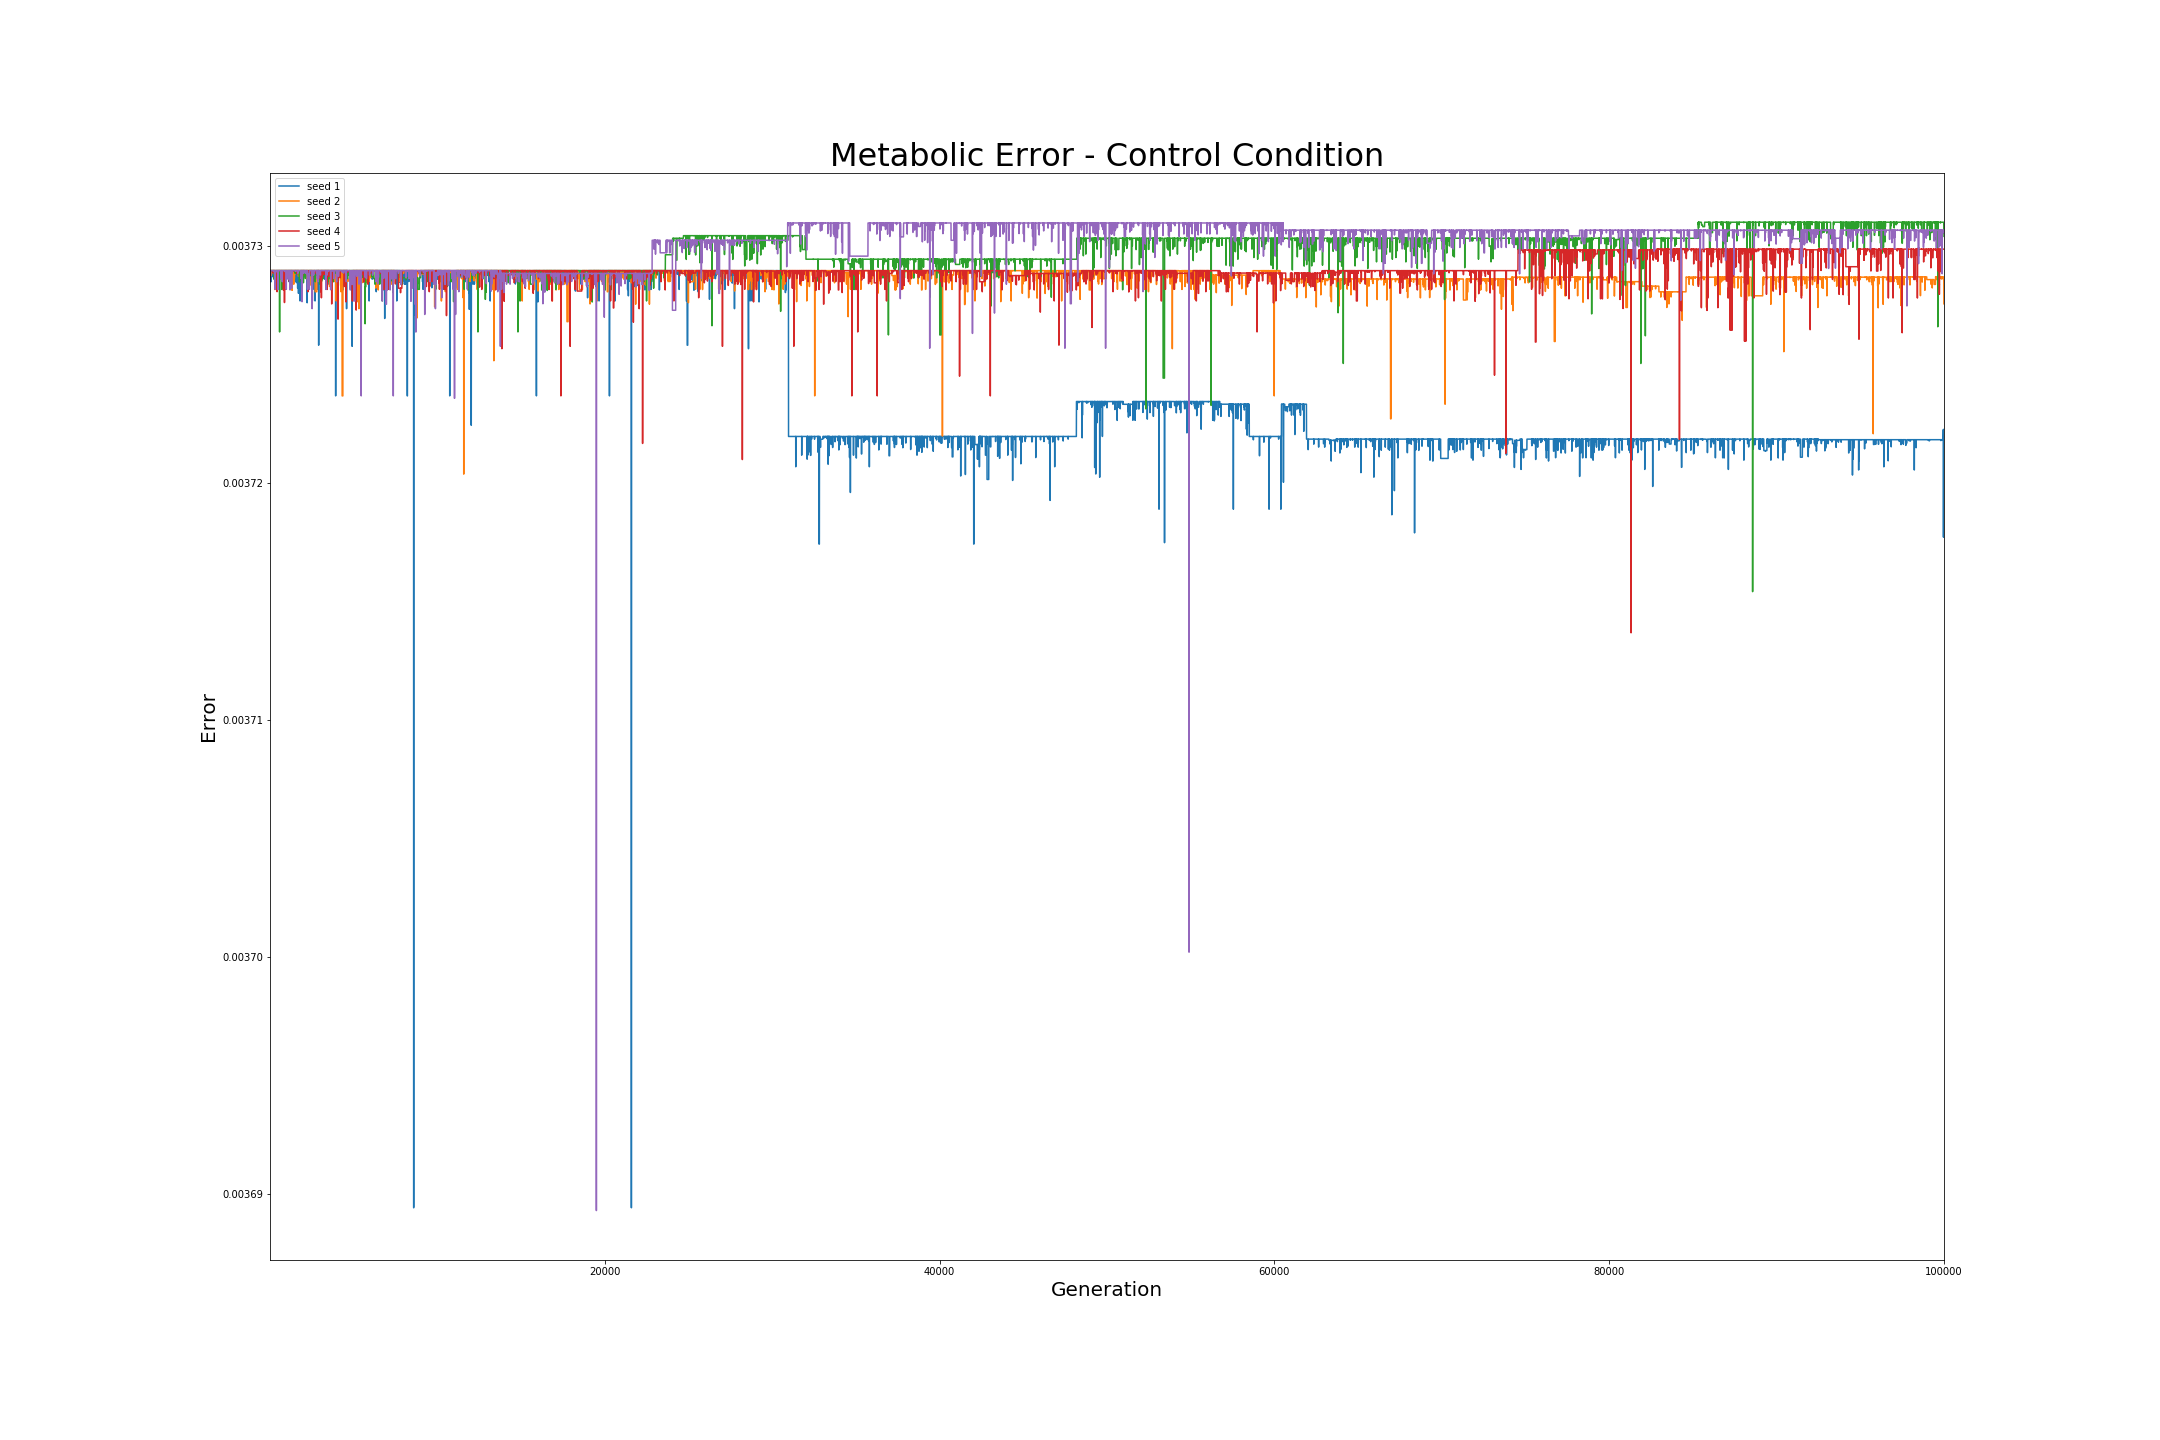 Metabolic Error - Control Condition
seed 1
seed 2
seed 3
seed 4
seed 5
0.00373
0.00372
0.00371
0.00370
0.00369
Error
20000
40000
60000
80000
100000
Generation